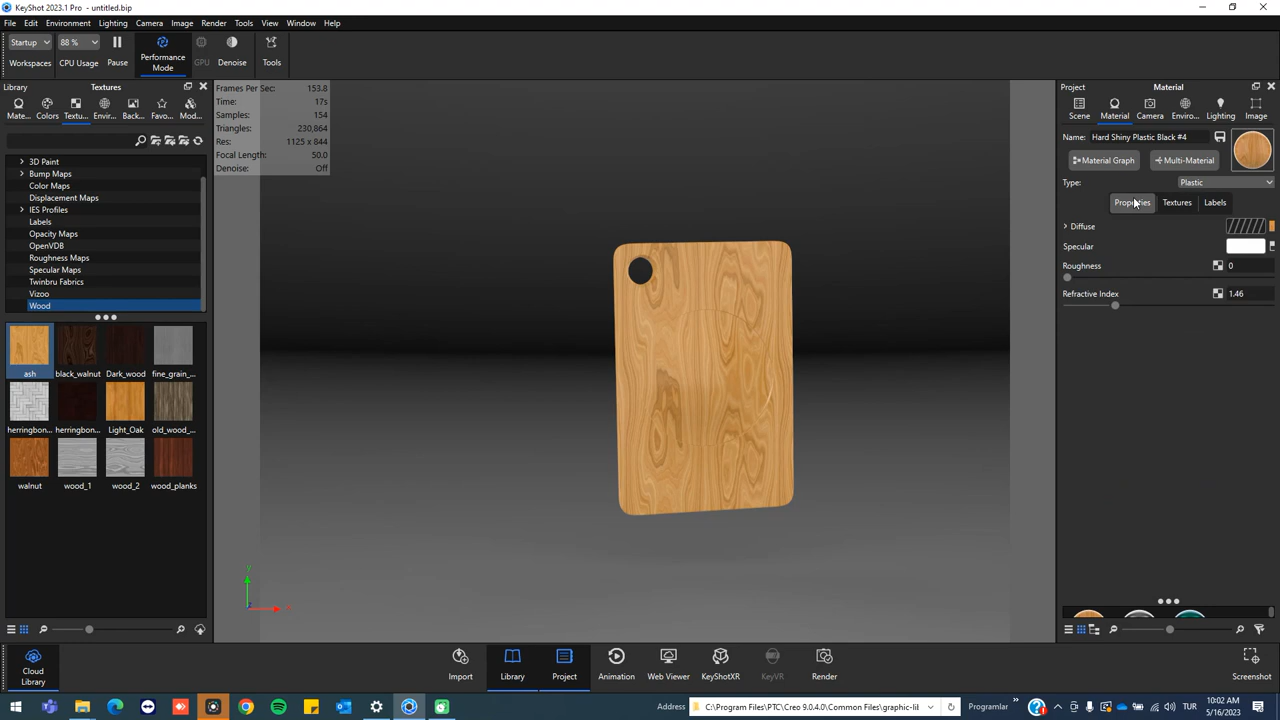 KeyShot 2023.1 Pro - untitled.bip
File Edit Environment Lighting Camera Image Render Tools View Window Help
Startup 88 %
Workspaces CPU Usage Pause Performance Mode GPU Denoise Tools
Library Textures
Mate... Colors Textu... Envir... Back... Favo... Mod...
3D Paint
Bump Maps
Color Maps
Displacement Maps
IES Profiles
Labels
Opacity Maps
OpenVDB
Roughness Maps
Specular Maps
Twinbru Fabrics
Vizoo
Wood
ash black_walnut Dark_wood fine_grain_...
herringbon... herringbon... Light_Oak old_wood_...
walnut wood_1 wood_2 wood_planks
Frames Per Sec: 153.8
Time: 17s
Samples: 154
Triangles: 230,864
Res: 1125 x 844
Focal Length: 50.0
Denoise: Off
Project Material
Scene Material Camera Enviro... Lighting Image
Name: Hard Shiny Plastic Black #4
Material Graph Multi-Material
Type: Plastic
Properties Textures Labels
Diffuse
Specular
Roughness 0
Refractive Index 1.46
Cloud Library Import Library Project Animation Web Viewer KeyShotXR KeyVR Render Screenshot
Address C:\Program Files\PTC\Creo 9.0.4.0\Common Files\graphic-lib Programlar TUR
10:02 AM
5/16/2023